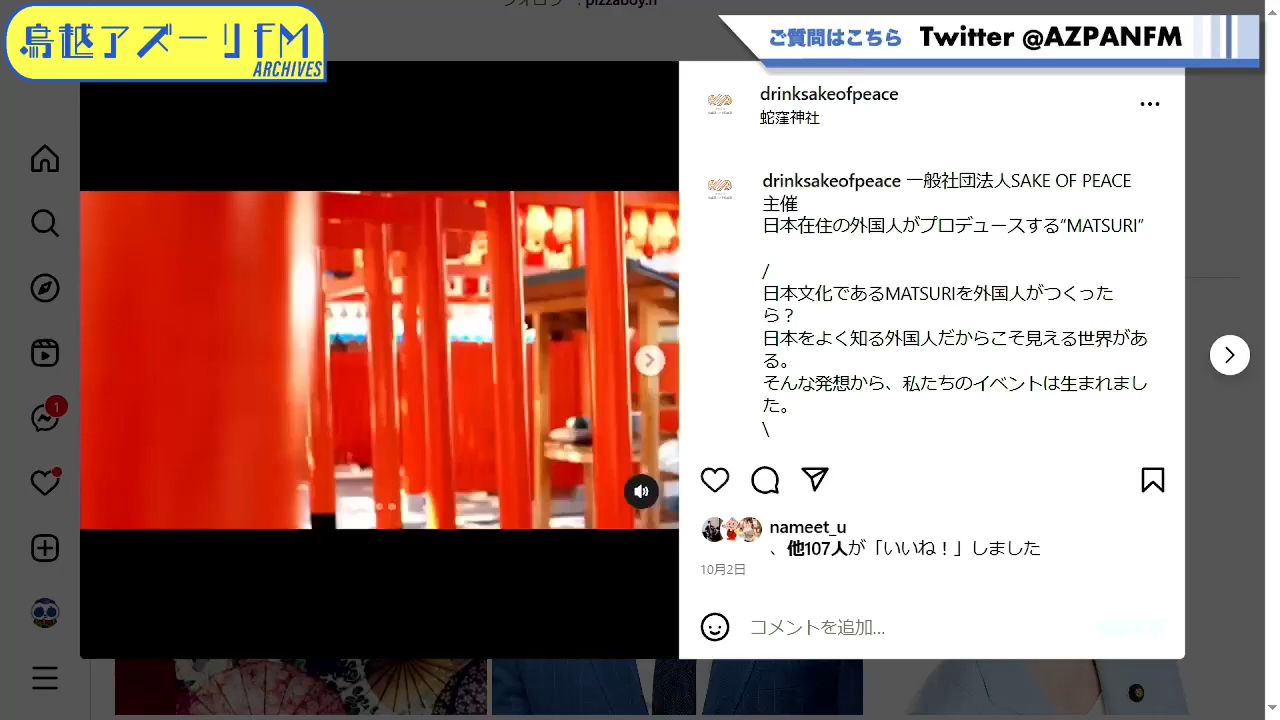 フォロワー : pizzaboy.n
鳥越アズーリFM
ARCHIVES
ご質問はこちら Twitter @AZPANFM
drinksakeofpeace
蛇窪神社
drinksakeofpeace 一般社団法人SAKE OF PEACE
主催
日本在住の外国人がプロデュースする”MATSURI”
/
日本文化であるMATSURIを外国人がつくった
ら？
日本をよく知る外国人だからこそ見える世界があ
る。
そんな発想から、私たちのイベントは生まれまし
た。
\
1
nameet_u
、他107人が「いいね！」しました
10月2日
コメントを追加...